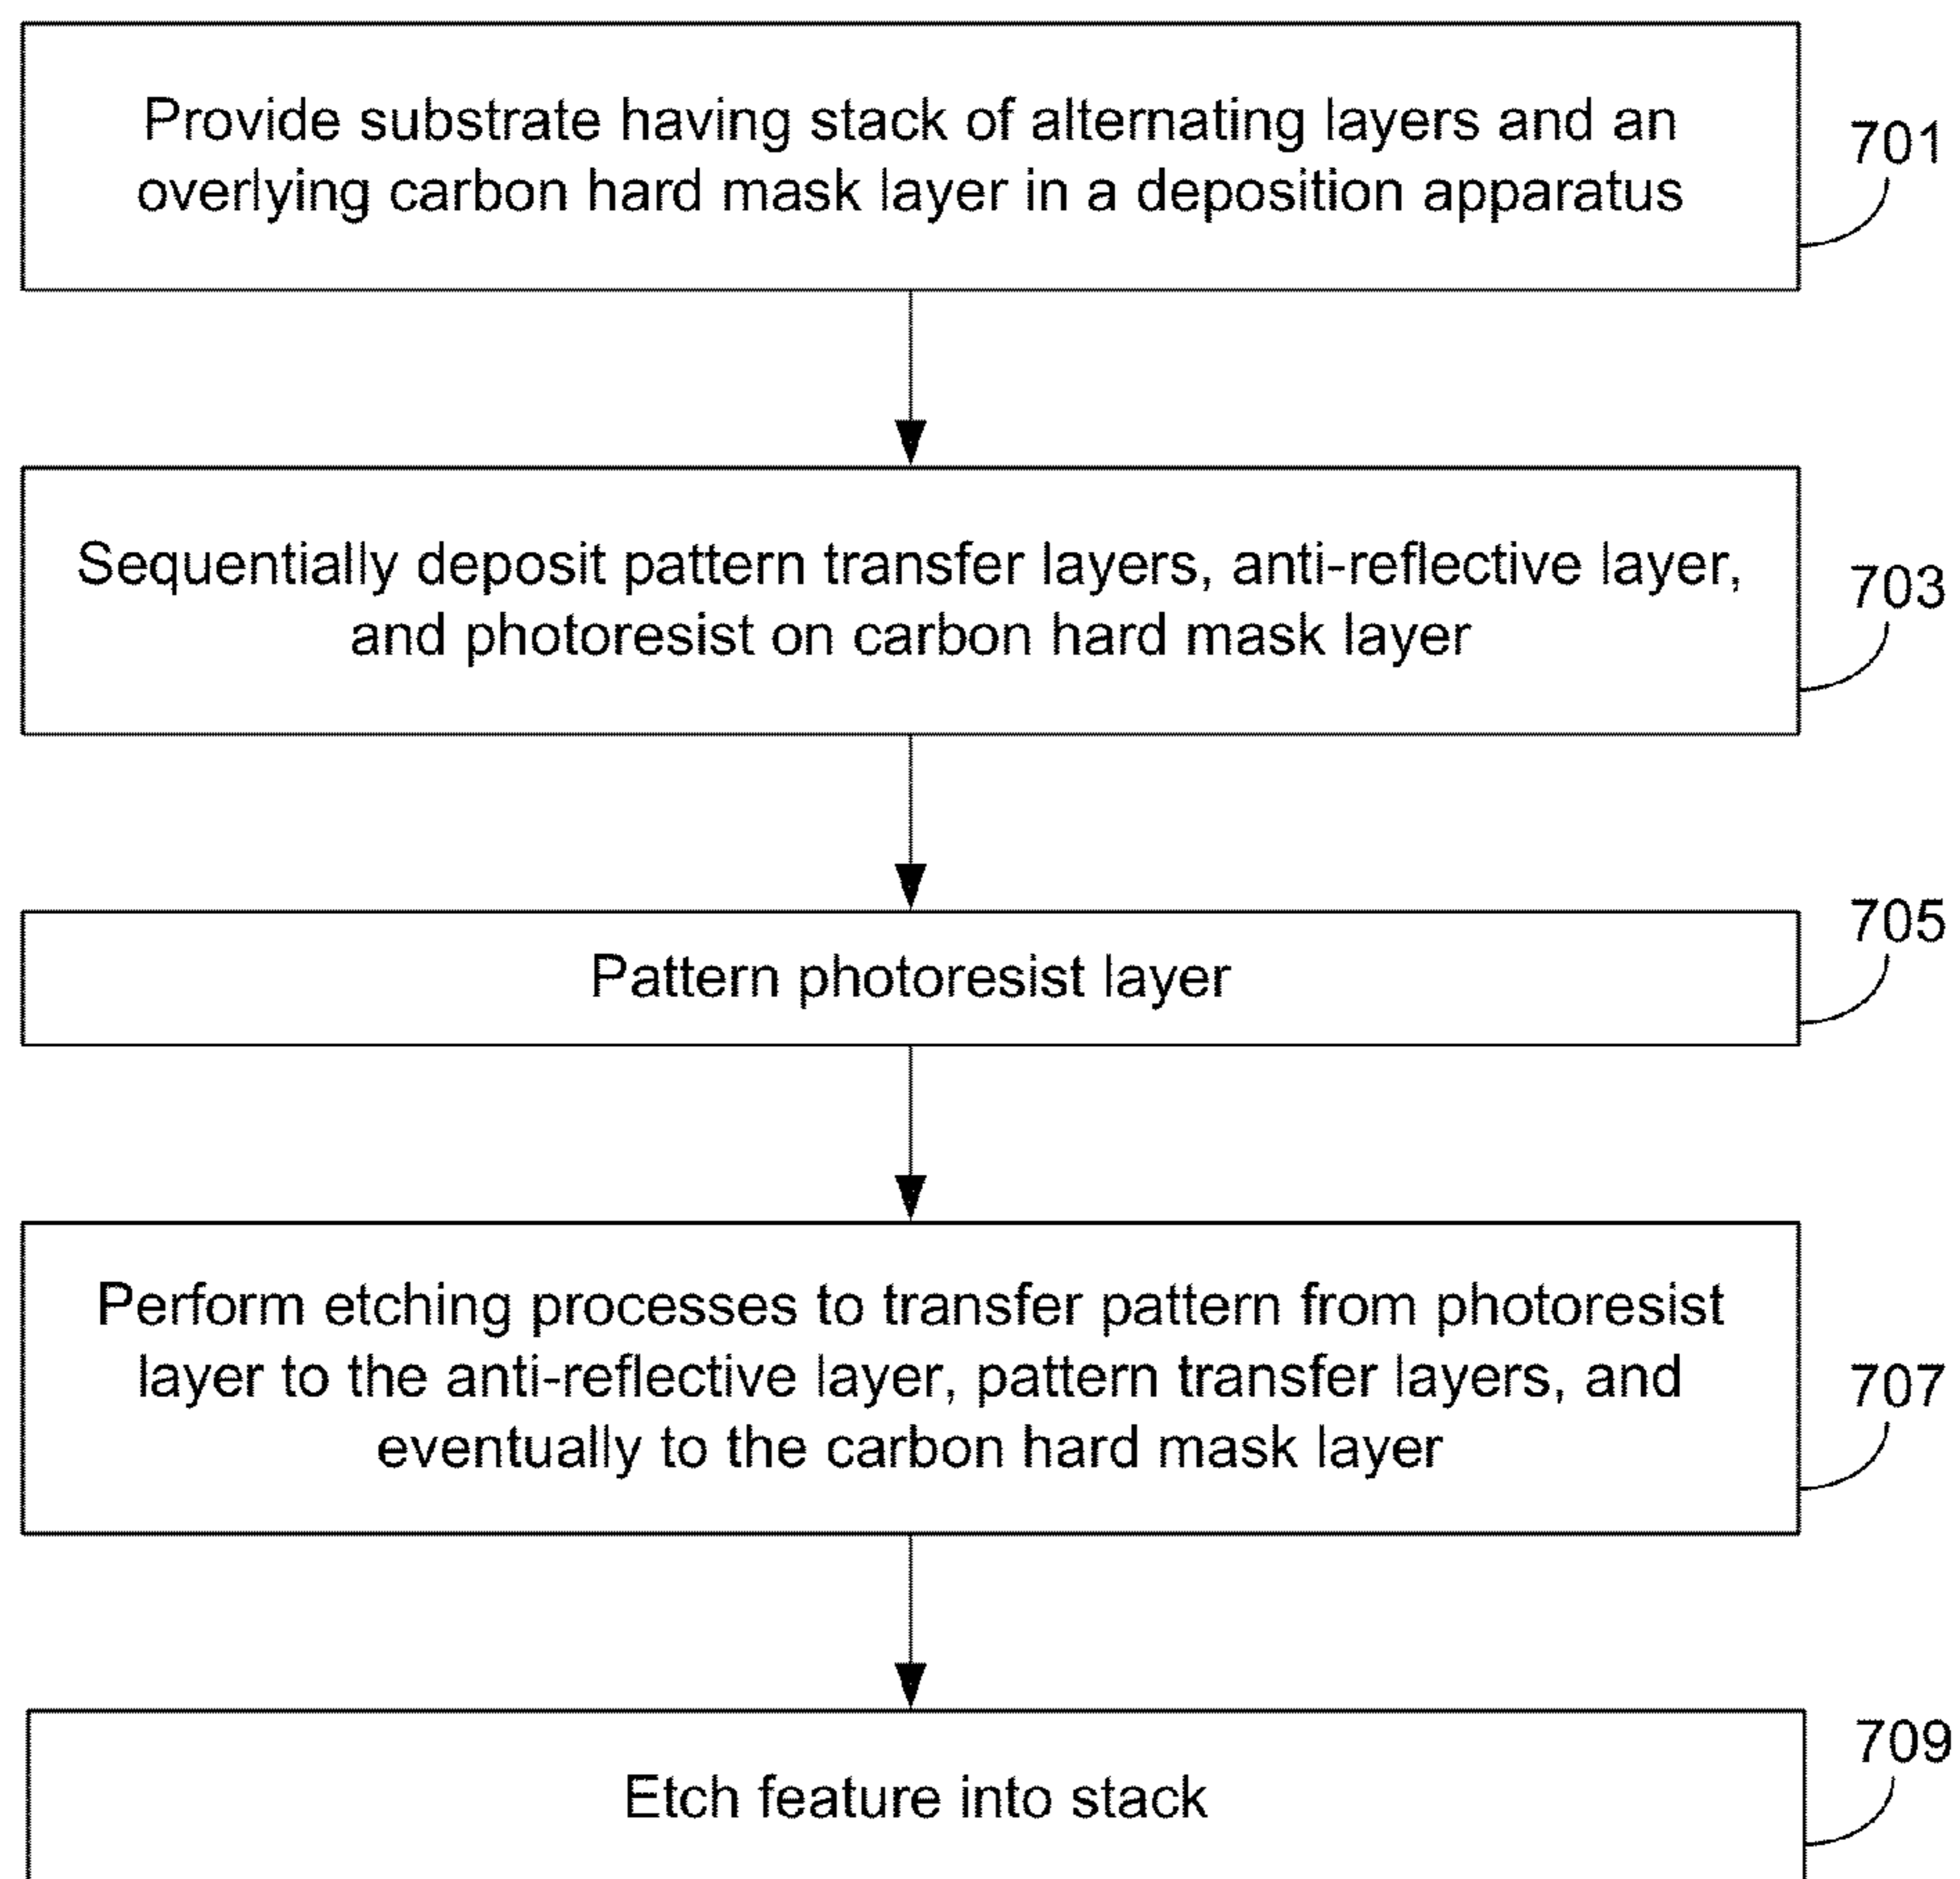 Provide substrate having stack of alternating layers and an
overlying carbon hard mask layer in a deposition apparatus
701
Sequentially deposit pattern transfer layers, anti-reflective layer,
and photoresist on carbon hard mask layer
703
Pattern photoresist layer
705
Perform etching processes to transfer pattern from photoresist
layer to the anti-reflective layer, pattern transfer layers, and
eventually to the carbon hard mask layer
707
Etch feature into stack
709